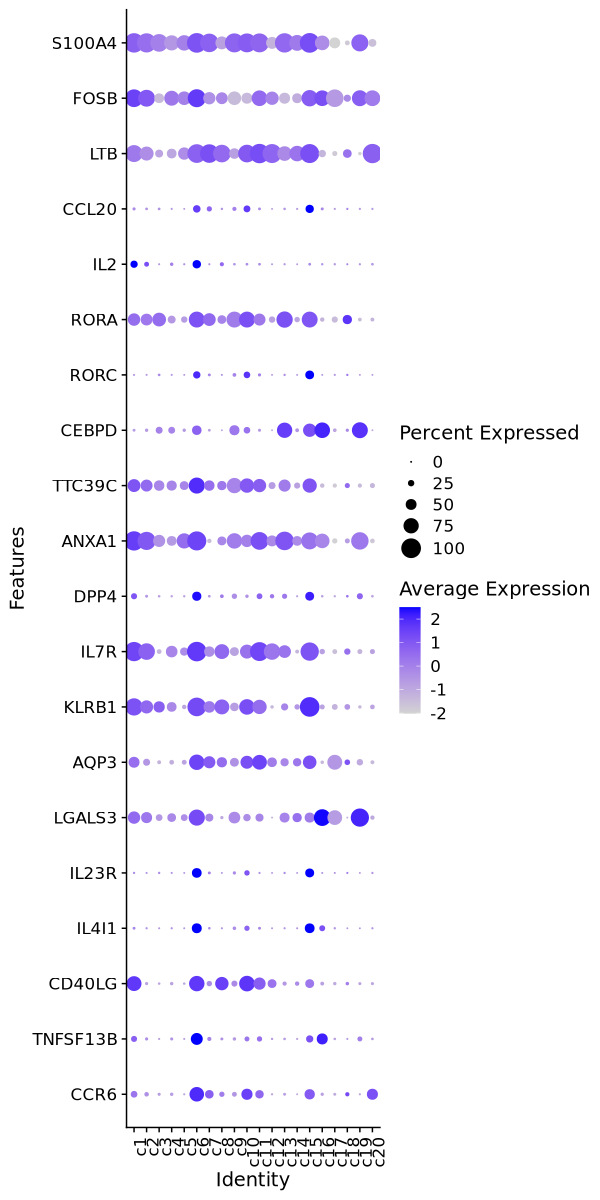 S100A4
FOSB
LTB
CCL20
IL2
RORA
RORC
CEBPD
TTC39C
ANXA1
DPP4
IL7R
KLRB1
AQP3
LGALS3
IL23R
IL4I1
CD40LG
TNFSF13B
CCR6
Features
c1
c2
c3
c4
c5
c6
c7
c8
c9
c10
c11
c12
c13
c14
c15
c16
c17
c18
c19
c20
Identity
Percent Expressed
0
25
50
75
100
Average Expression
2
1
0
-1
-2